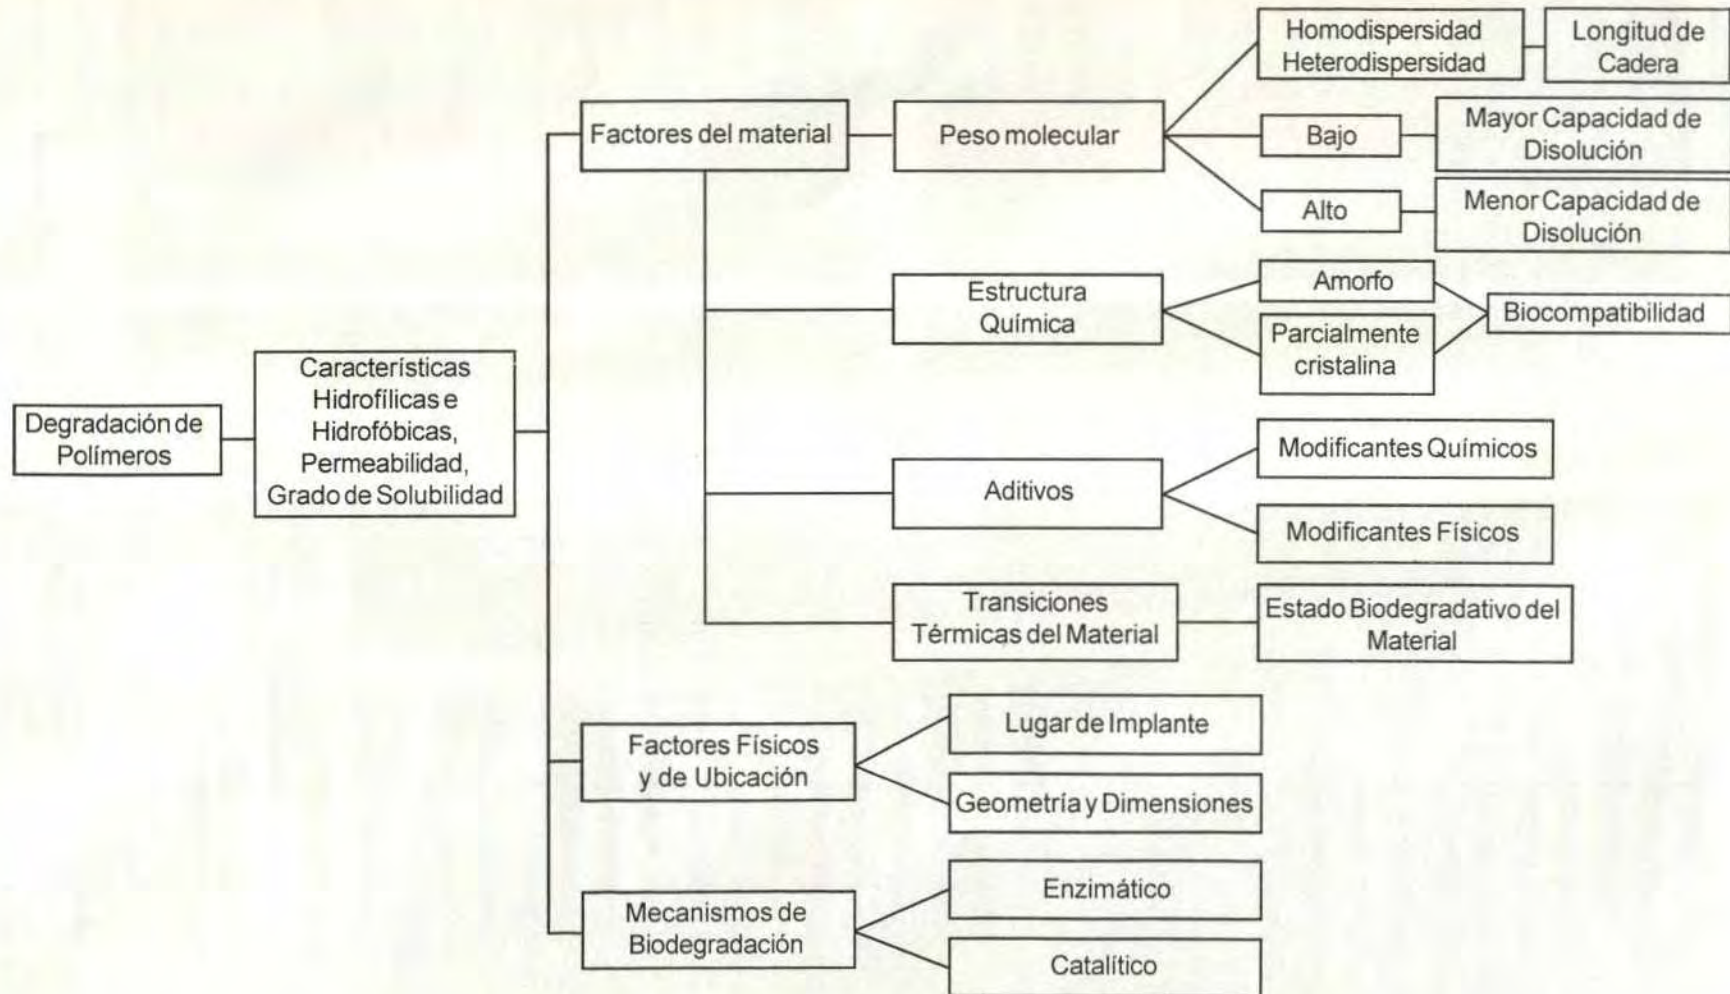 Degradación de
Polímeros
Características
Hidrofílicas e
Hidrofóbicas,
Permeabilidad,
Grado de Solubilidad
Factores del material
Peso molecular
Homodispersidad
Heterodispersidad
Longitud de
Cadera
Bajo
Mayor Capacidad de
Disolución
Alto
Menor Capacidad de
Disolución
Estructura
Química
Amorfo
Parcialmente
cristalina
Biocompatibilidad
Aditivos
Modificantes Químicos
Modificantes Físicos
Transiciones
Térmicas del Material
Estado Biodegradativo del
Material
Factores Físicos
y de Ubicación
Lugar de Implante
Geometría y Dimensiones
Mecanismos de
Biodegradación
Enzimático
Catalítico